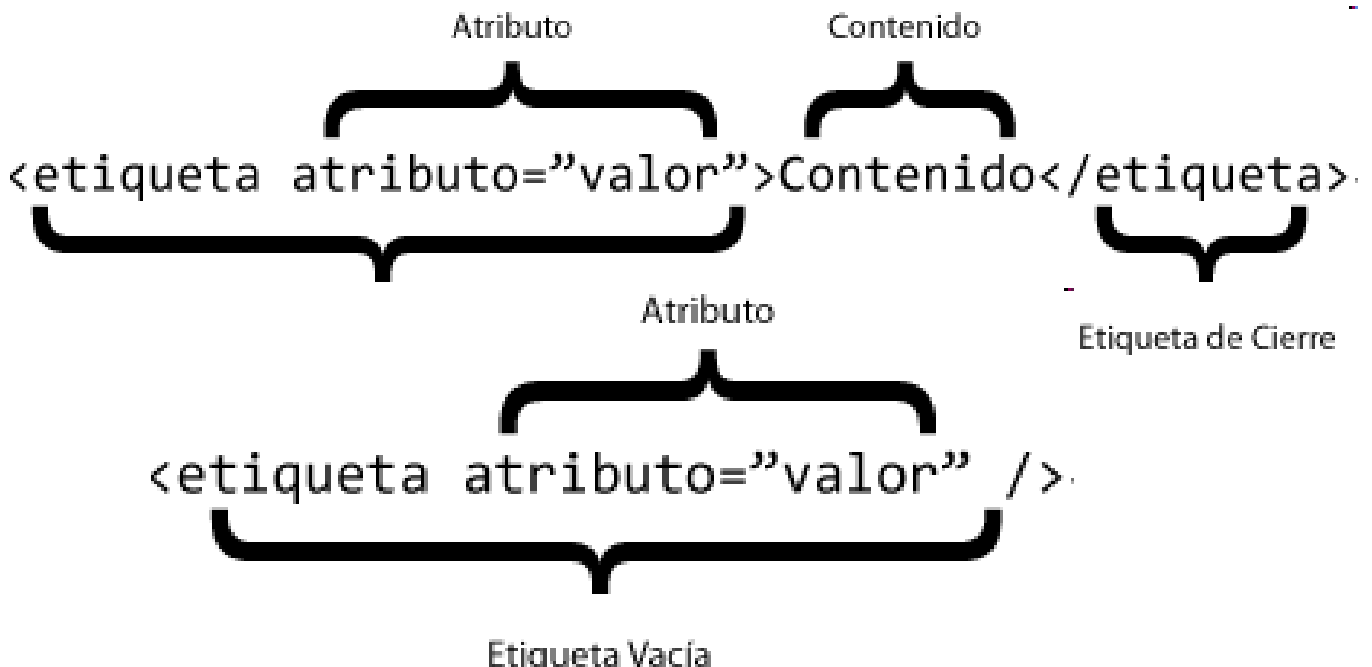 Atributo Contenido
<etiqueta atributo=”valor”>Contenido</etiqueta>
Atributo
Etiqueta de Cierre
<etiqueta atributo=”valor” />
Etiqueta Vacía